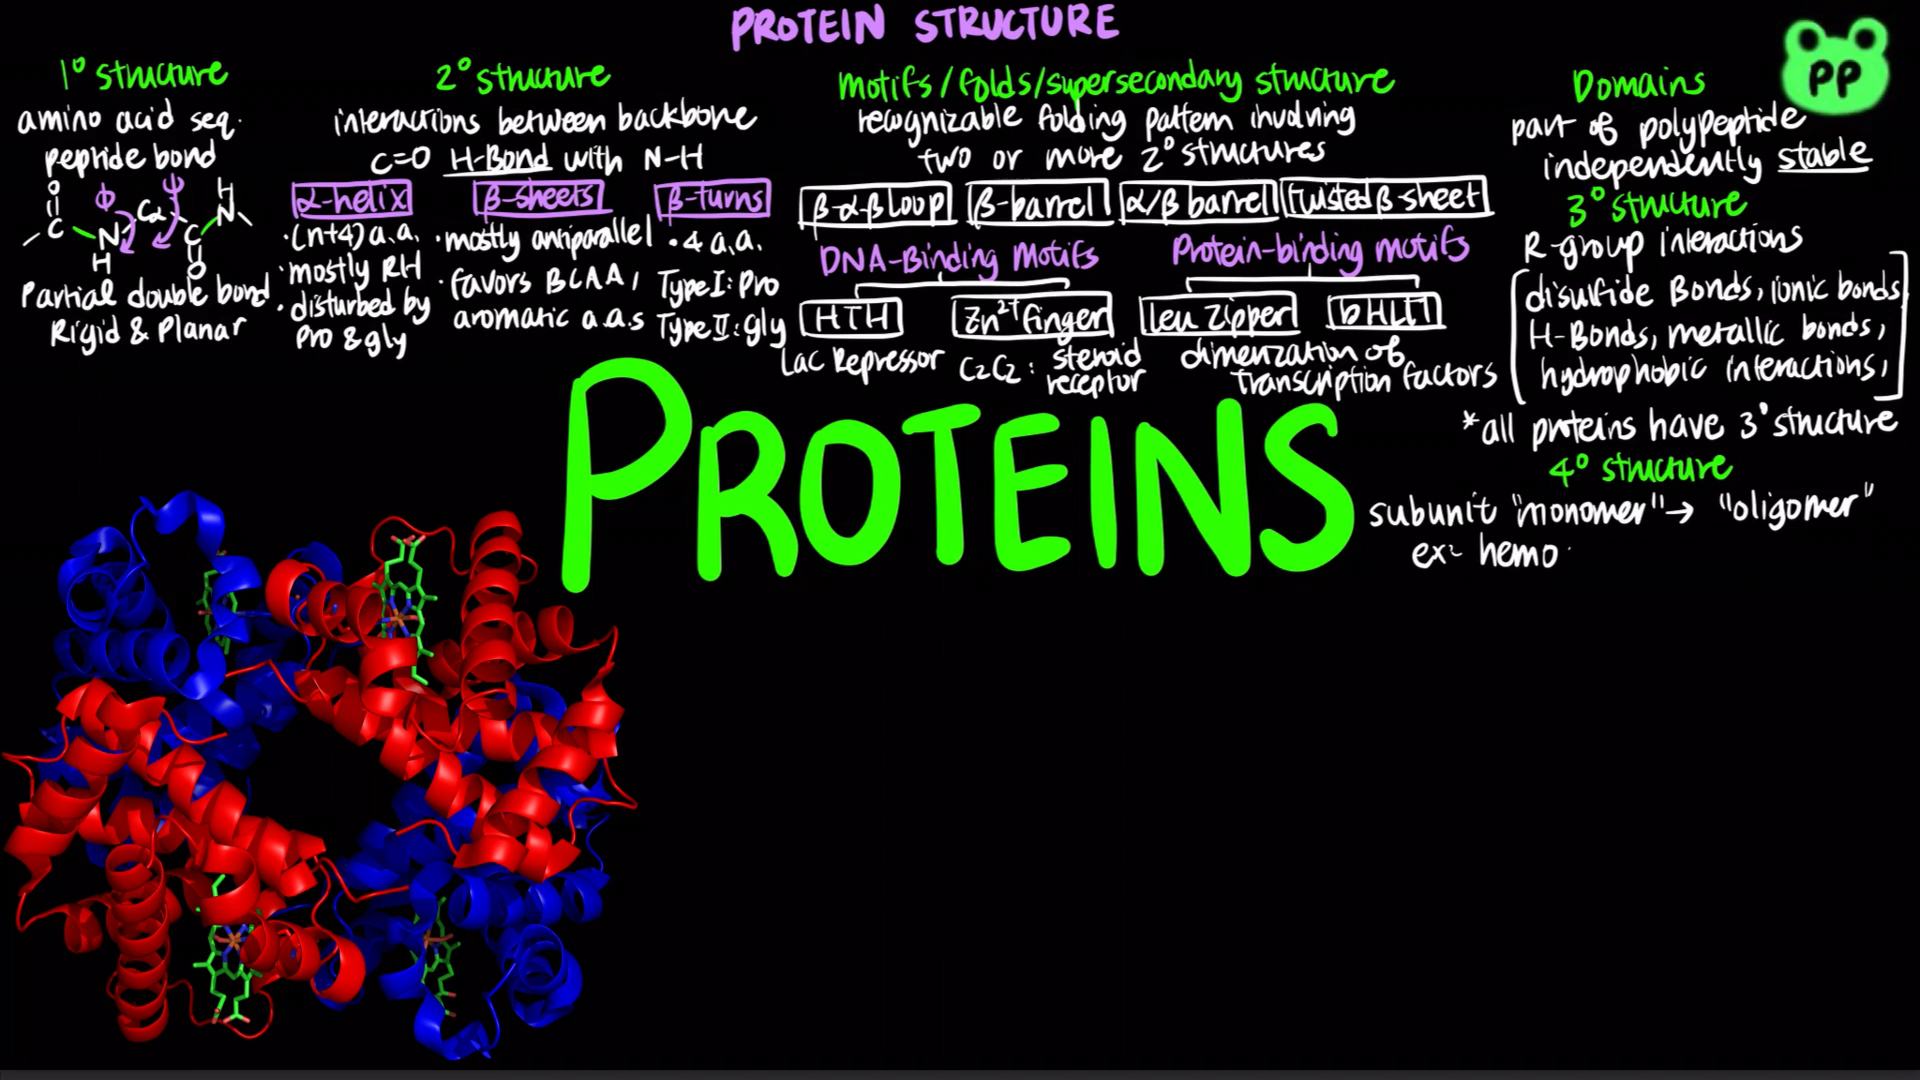 PROTEIN STRUCTURE
PP
1° structure
amino acid seq.
peptide bond
O
C
N
H
Φ
Cα
ψ
C
O
H
N
Partial double bond
Rigid & Planar
2° structure
interactions between backbone
C=O H-Bond with N-H
α-helix
·(n+4) a.a.
·mostly RH
·disturbed by
Pro & gly
β-sheets
·mostly antiparallel
·favors BCAA,
aromatic a.a.s
β-turns
·4 a.a.
Type I: Pro
Type II: Gly
motifs/folds/supersecondary structure
recognizable folding pattern involving
two or more 2° structures
β-α-β Loop
β-barrel
α/β barrel
twisted β-sheet
DNA-Binding Motifs
HTH
Zn²⁺ finger
Lac Repressor
C2C2: steroid
receptor
Protein-binding motifs
leu zipper
bHLH
dimerization of
transcription factors
Domains
part of polypeptide
independently stable
3° structure
R-group interactions
disulfide Bonds, ionic bonds,
H-Bonds, metallic bonds,
hydrophobic interactions,
*all proteins have 3° structure
4° structure
subunit "monomer" → "oligomer"
ex: hemo
PROTEINS